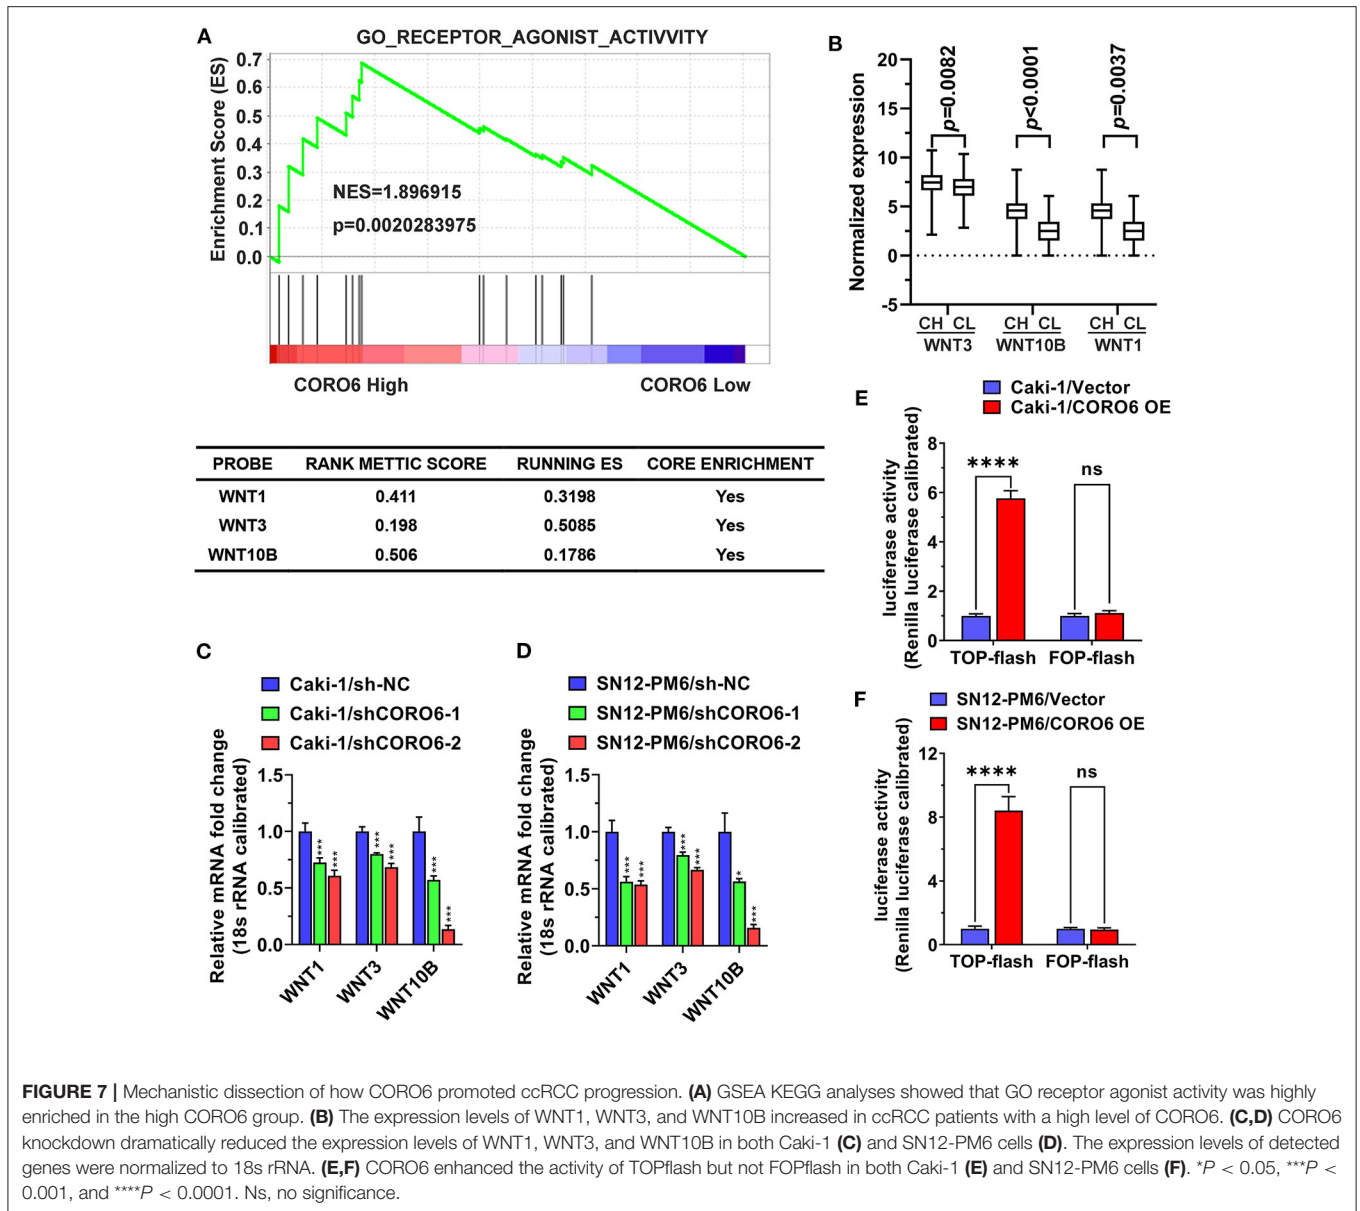 A
GO_RECEPTOR_AGONIST_ACTIVVITY
Enrichment Score (ES)
0.7
0.6
0.5
0.4
0.3
0.2
0.1
0.0
NES=1.896915
p=0.0020283975
CORO6 High CORO6 Low
PROBE RANK METTIC SCORE RUNNING ES CORE ENRICHMENT
WNT1 0.411 0.3198 Yes
WNT3 0.198 0.5085 Yes
WNT10B 0.506 0.1786 Yes
B
Normalized expression
20
15
10
5
0
-5
p=0.0082
p<0.0001
p=0.0037
CH CL CH CL CH CL
WNT3 WNT10B WNT1
C
Caki-1/sh-NC
Caki-1/shCORO6-1
Caki-1/shCORO6-2
Relative mRNA fold change
(18s rRNA calibrated)
1.5
1.0
0.5
0.0
*** *** *** *** *** ***
WNT1 WNT3 WNT10B
D
SN12-PM6/sh-NC
SN12-PM6/shCORO6-1
SN12-PM6/shCORO6-2
Relative mRNA fold change
(18s rRNA calibrated)
1.5
1.0
0.5
0.0
*** *** *** *** * ***
WNT1 WNT3 WNT10B
E
Caki-1/Vector
Caki-1/CORO6 OE
luciferase activity
(Renilla luciferase calibrated)
8
6
4
2
0
**** ns
TOP-flash FOP-flash
F
SN12-PM6/Vector
SN12-PM6/CORO6 OE
luciferase activity
(Renilla luciferase calibrated)
12
8
4
0
**** ns
TOP-flash FOP-flash
FIGURE 7 | Mechanistic dissection of how CORO6 promoted ccRCC progression. (A) GSEA KEGG analyses showed that GO receptor agonist activity was highly
enriched in the high CORO6 group. (B) The expression levels of WNT1, WNT3, and WNT10B increased in ccRCC patients with a high level of CORO6. (C,D) CORO6
knockdown dramatically reduced the expression levels of WNT1, WNT3, and WNT10B in both Caki-1 (C) and SN12-PM6 cells (D). The expression levels of detected
genes were normalized to 18s rRNA. (E,F) CORO6 enhanced the activity of TOPflash but not FOPflash in both Caki-1 (E) and SN12-PM6 cells (F). *P < 0.05, ***P <
0.001, and ****P < 0.0001. Ns, no significance.